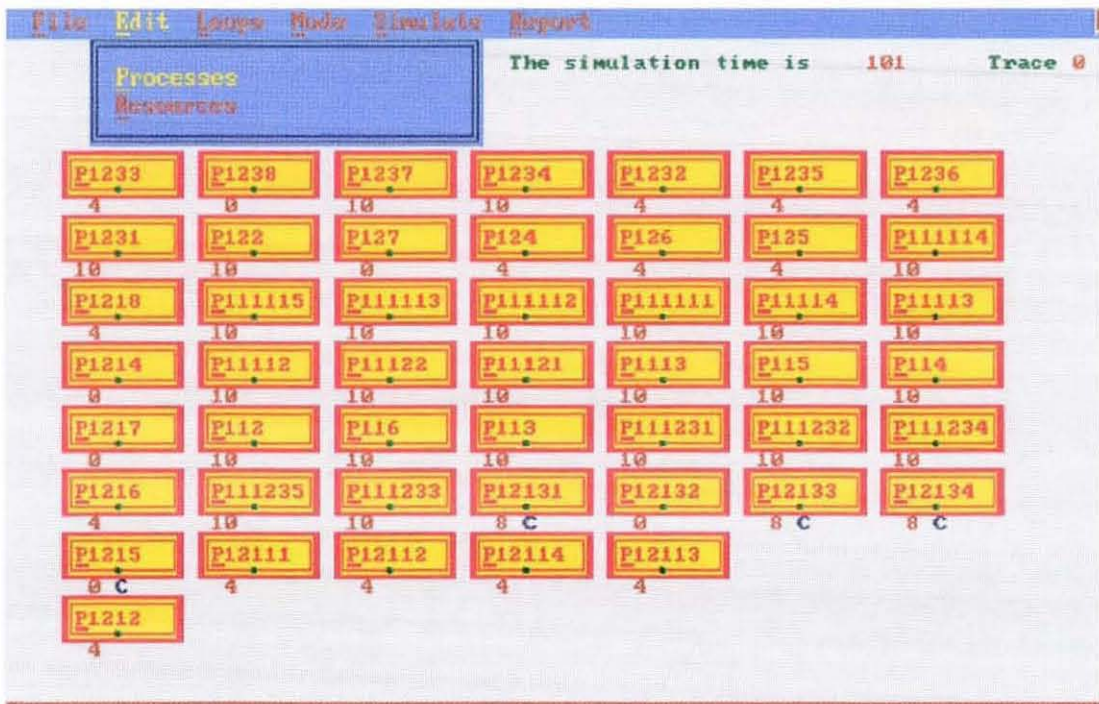 File Edit Loops Mode Simulate Report
Processes
Resources
The simulation time is 101 Trace 0
P1233 P1238 P1237 P1234 P1232 P1235 P1236
4 0 10 10 4 4 4
P1231 P122 P127 P124 P126 P125 P111114
10 10 0 4 4 4 10
P1218 P111115 P111113 P111112 P111111 P11114 P11113
4 10 10 10 10 10 10
P1214 P11112 P11122 P11121 P1113 P115 P114
0 10 10 10 10 10 10
P1217 P112 P116 P113 P111231 P111232 P111234
0 10 10 10 10 10 10
P1216 P111235 P111233 P12131 P12132 P12133 P12134
4 10 10 8 C 0 8 C 8 C
P1215 P12111 P12112 P12114 P12113
0 C 4 4 4 4
P1212
4